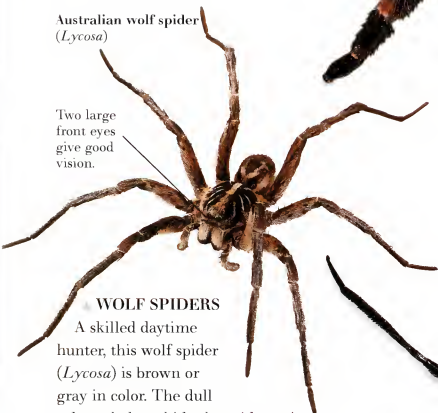 Australian wolf spider
(Lycosa)
Two large
front eyes
give good
vision.
WOLF SPIDERS
A skilled daytime
hunter, this wolf spider
(Lycosa) is brown or
gray in color. The dull